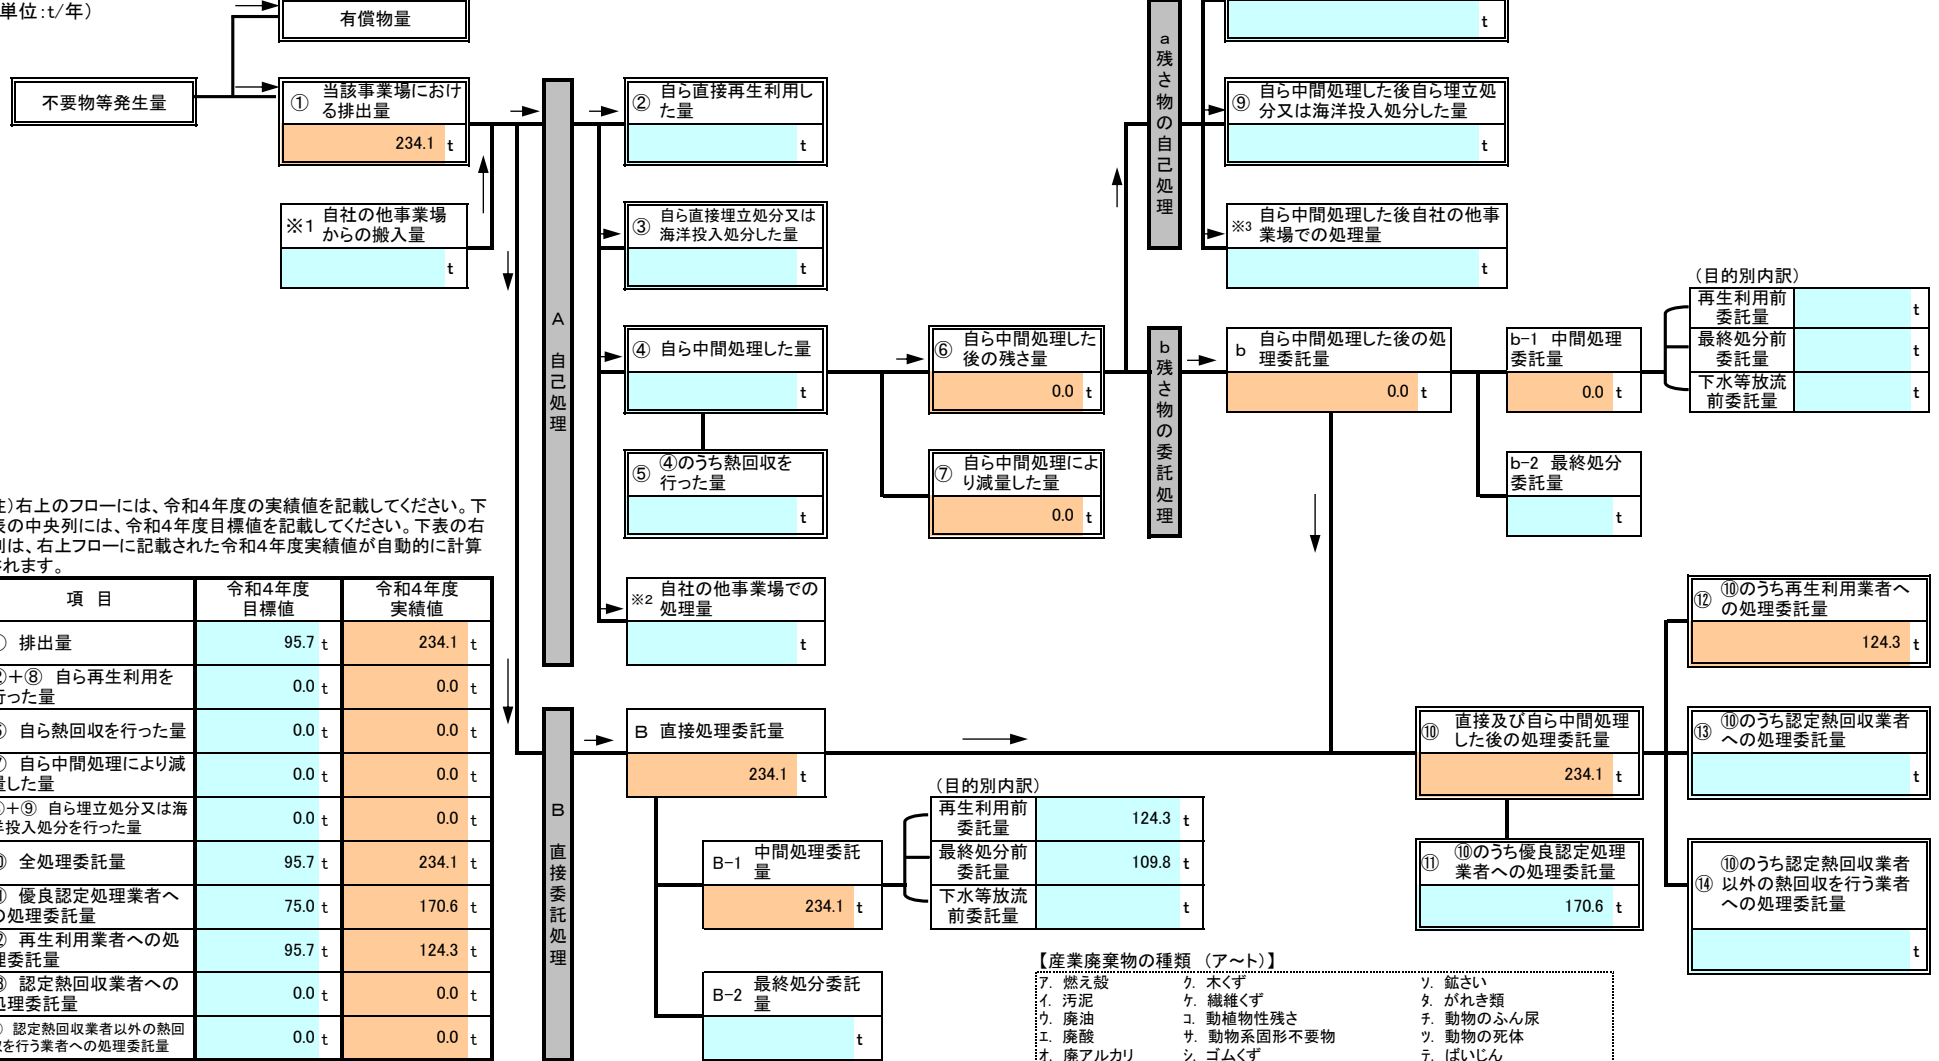 単位:t/年）
有償物量
t
不要物等発生量
① 当該事業場におけ
る排出量
234.1 t
※1 自社の他事業場
からの搬入量
t
A 自己処理
② 自ら直接再生利用し
た量
t
③ 自ら直接埋立処分又は
海洋投入処分した量
t
④ 自ら中間処理した量
t
⑤ ④のうち熱回収を
行った量
t
※2 自社の他事業場での
処理量
t
⑥ 自ら中間処理した
後の残さ量
0.0 t
⑦ 自ら中間処理によ
り減量した量
0.0 t
a 残さ物の自己処理
⑨ 自ら中間処理した後自ら埋立処
分又は海洋投入処分した量
t
※3 自ら中間処理した後自社の他事
業場での処理量
t
b 残さ物の委託処理
b 自ら中間処理した後の処
理委託量
0.0 t
b-1 中間処理
委託量
0.0 t
b-2 最終処分
委託量
t
（目的別内訳）
再生利用前
委託量
t
最終処分前
委託量
t
下水等放流
前委託量
t
）右上のフローには、令和4年度の実績値を記載してください。下
の中央列には、令和4年度目標値を記載してください。下表の右
は、右上フローに記載された令和4年度実績値が自動的に計算
れます。
項 目
令和4年度
目標値
令和4年度
実績値
排出量 95.7 t 234.1 t
＋⑧ 自ら再生利用を
った量
0.0 t 0.0 t
自ら熱回収を行った量 0.0 t 0.0 t
自ら中間処理により減
した量
0.0 t 0.0 t
＋⑨ 自ら埋立処分又は海
投入処分を行った量
0.0 t 0.0 t
全処理委託量 95.7 t 234.1 t
優良認定処理業者へ
の処理委託量
75.0 t 170.6 t
再生利用業者への処
理委託量
95.7 t 124.3 t
認定熱回収業者への
処理委託量
0.0 t 0.0 t
認定熱回収業者以外の熱回
収を行う業者への処理委託量
0.0 t 0.0 t
B 直接委託処理
B 直接処理委託量
234.1 t
B-1 中間処理委託
量
234.1 t
B-2 最終処分委託
量
t
（目的別内訳）
再生利用前
委託量
124.3 t
最終処分前
委託量
109.8 t
下水等放流
前委託量
t
⑩ 直接及び自ら中間処理
した後の処理委託量
234.1 t
⑪ ⑩のうち優良認定処理
業者への処理委託量
170.6 t
⑫ ⑩のうち再生利用業者へ
の処理委託量
124.3 t
⑬ ⑩のうち認定熱回収業者
への処理委託量
t
⑭ ⑩のうち認定熱回収業者
以外の熱回収を行う業者
への処理委託量
t
【産業廃棄物の種類 （ア～ト）】
ア. 燃え殻 ク. 木くず ソ. 鉱さい
イ. 汚泥 ケ. 繊維くず タ. がれき類
ウ. 廃油 コ. 動植物性残さ チ. 動物のふん尿
エ. 廃酸 サ. 動物系固形不要物 ツ. 動物の死体
オ. 廃アルカリ シ. ゴムくず テ. ばいじん